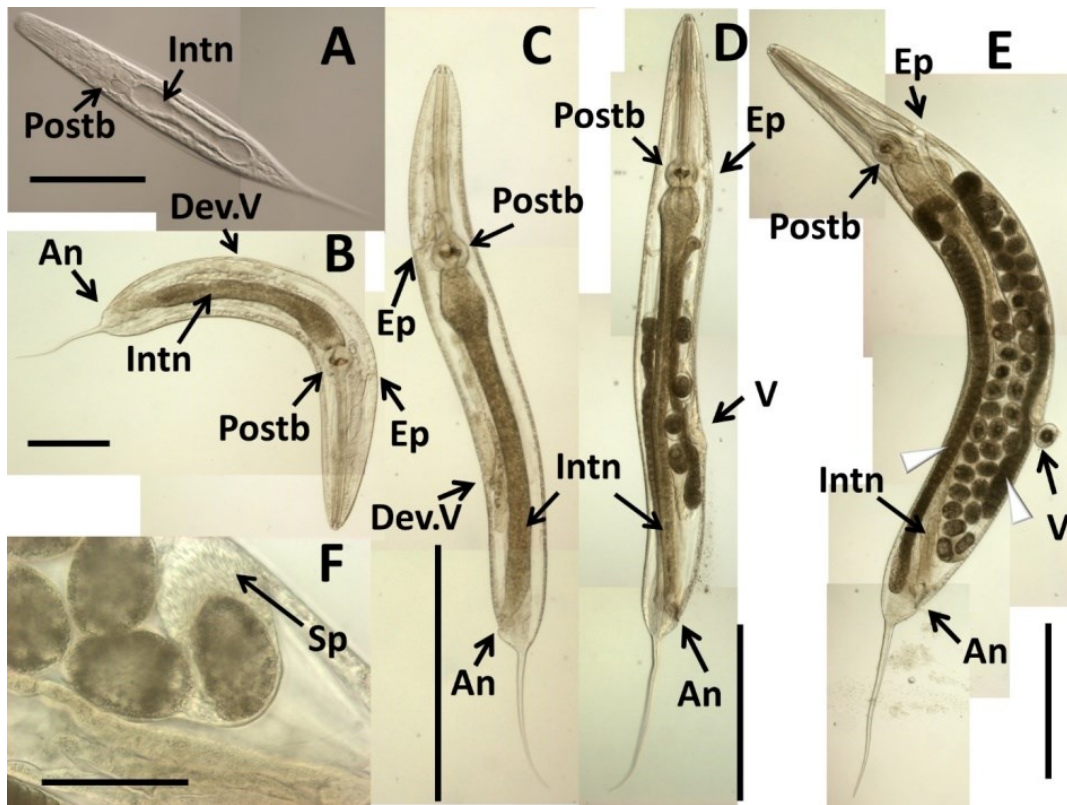 A
Intn
Postb
Dev.V
B
An
Intn
Postb
Ep
C
Postb
Ep
Dev.V
Intn
An
D
Postb
Ep
V
An
E
Ep
Postb
Intn
V
An
F
Sp